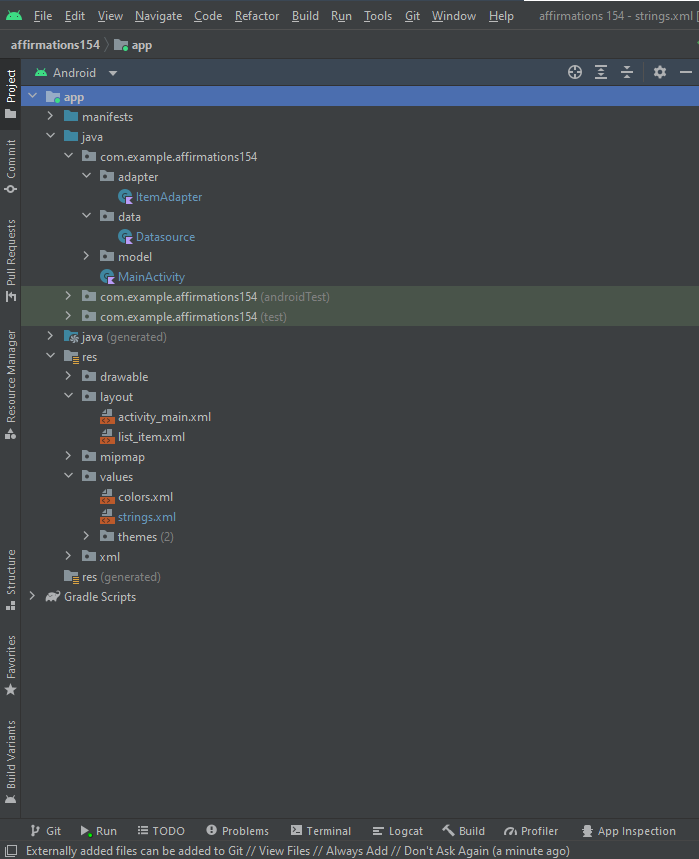 File Edit View Navigate Code Refactor Build Run Tools Git Window Help affirmations 154 - strings.xml [
affirmations154 app
Project
Android
app
manifests
java
com.example.affirmations154
adapter
ItemAdapter
data
Datasource
model
MainActivity
com.example.affirmations154 (androidTest)
com.example.affirmations154 (test)
java (generated)
res
drawable
layout
activity_main.xml
list_item.xml
mipmap
values
colors.xml
strings.xml
themes (2)
xml
res (generated)
Gradle Scripts
Commit
Pull Requests
Resource Manager
Structure
Favorites
Build Variants
Git Run TODO Problems Terminal Logcat Build Profiler App Inspection
Externally added files can be added to Git // View Files // Always Add // Don't Ask Again (a minute ago)